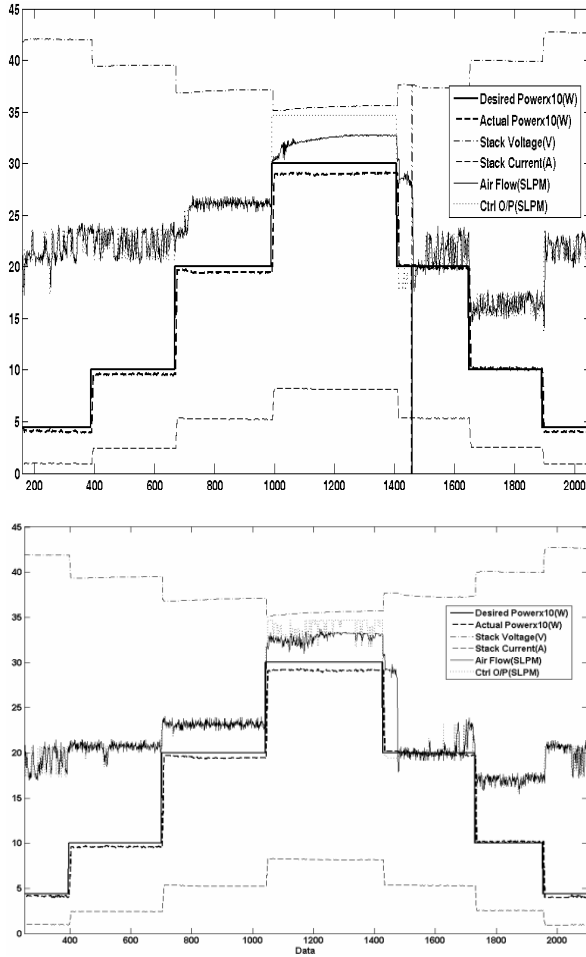 45
40
35
30
25
20
15
10
5
0
200 400 600 800 1000 1200 1400 1600 1800 2000
Desired Powerx10(W)
Actual Powerx10(W)
Stack Voltage(V)
Stack Current(A)
Air Flow(SLPM)
Ctrl O/P(SLPM)
45
40
35
30
25
20
15
10
5
0
400 600 800 1000 1200 1400 1600 1800 2000
Data
Desired Powerx10(W)
Actual Powerx10(W)
Stack Voltage(V)
Stack Current(A)
Air Flow(SLPM)
Ctrl O/P(SLPM)